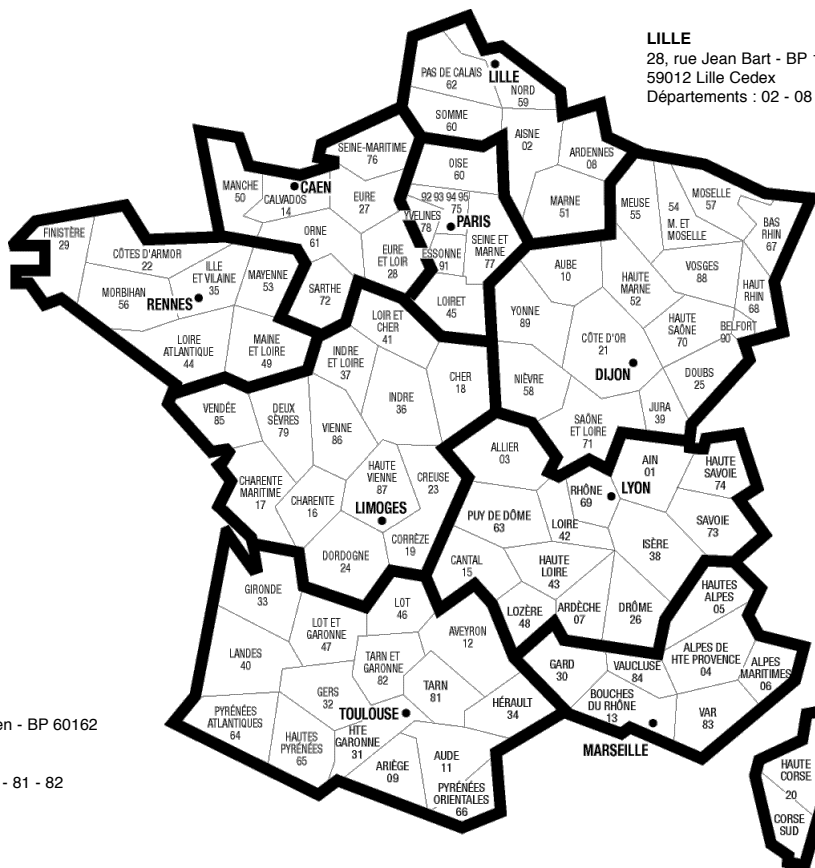 LILLE
28, rue Jean Bart - BP
59012 Lille Cedex
Départements : 02 - 08
PAS DE CALAIS
62
LILLE
NORD
59
SOMME
60
AISNE
02
ARDENNES
08
SEINE-MARITIME
76
OISE
60
MANCHE
50
CAEN
CALVADOS
14
EURE
27
92 93 94 95
75
YVELINES
78
PARIS
MARNE
51
MEUSE
55
54
M. ET
MOSELLE
MOSELLE
57
BAS
RHIN
67
FINISTÈRE
29
CÔTES D'ARMOR
22
ILLE
ET VILAINE
35
ORNE
61
EURE
ET LOIR
28
ESSONNE
91
SEINE ET
MARNE
77
AUBE
10
HAUTE
MARNE
52
VOSGES
88
HAUT
RHIN
68
MORBIHAN
56
RENNES
MAYENNE
53
SARTHE
72
LOIRET
45
YONNE
89
LOIR ET
CHER
41
CÔTE D'OR
21
HAUTE
SAÔNE
70
BELFORT
90
LOIRE
ATLANTIQUE
44
MAINE
ET LOIRE
49
INDRE
ET LOIRE
37
CHER
18
NIÈVRE
58
DIJON
DOUBS
25
VENDÉE
85
DEUX
SÈVRES
79
VIENNE
86
INDRE
36
SAÔNE
ET LOIRE
71
JURA
39
ALLIER
03
AIN
01
HAUTE
SAVOIE
74
CHARENTE
MARITIME
17
CHARENTE
16
HAUTE
VIENNE
87
LIMOGES
CREUSE
23
RHÔNE
69
LYON
PUY DE DÔME
63
LOIRE
42
SAVOIE
73
CORRÈZE
19
DORDOGNE
24
CANTAL
15
HAUTE
LOIRE
43
ISÈRE
38
GIRONDE
33
LOT
46
LOZÈRE
48
ARDÈCHE
07
DRÔME
26
HAUTES
ALPES
05
LOT ET
GARONNE
47
AVEYRON
12
LANDES
40
TARN ET
GARONNE
82
GARD
30
VAUCLUSE
84
ALPES DE
HTE PROVENCE
04
ALPES
MARITIMES
06
GERS
32
TARN
81
HÉRAULT
34
BOUCHES
DU RHÔNE
13
VAR
83
PYRÉNÉES
ATLANTIQUES
64
TOULOUSE
HAUTES
PYRÉNÉES
65
HTE
GARONNE
31
MARSEILLE
en - BP 60162
ARIÈGE
09
AUDE
11
PYRÉNÉES
ORIENTALES
66
- 81 - 82
HAUTE
CORSE
20
CORSE
SUD